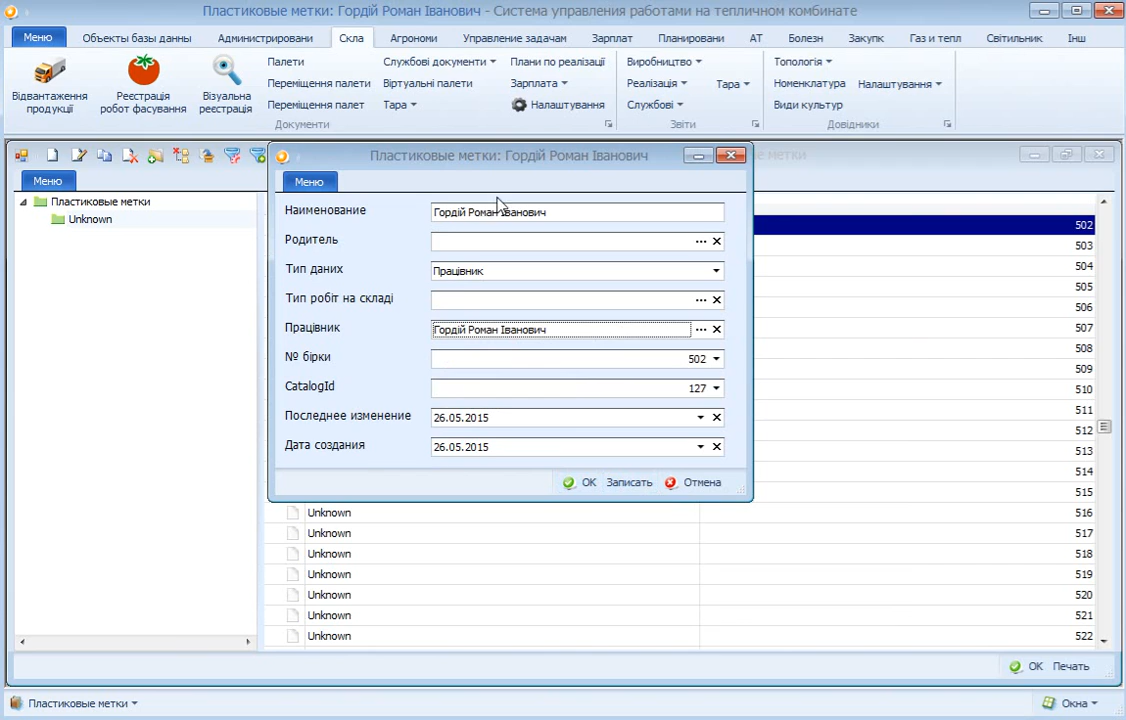 Пластиковые метки: Гордій Роман Іванович - Система управления работами на тепличном комбинате
Меню Объекты базы данны Администрировани Скла Агрономи Управление задачам Зарплат Планировани АТ Болезн Закупк Газ и тепл Світильник Інш
Відвантаження продукції
Реєстрація робот фасування
Візуальна реєстрація
Палети Службові документи Плани по реалізації Виробництво Топологія
Переміщення палети Віртуальні палети Зарплата Реалізація Тара Номенклатура Налаштування
Переміщення палет Тара Налаштування Службові Види культур
Документи Звіти Довідники
Пластиковые метки: Гордій Роман Іванович
метки
Меню
Пластиковые метки
Unknown
Меню
Наименование Гордій Роман Іванович
Родитель
Тип даних Працівник
Тип робіт на складі
Працівник Гордій Роман Іванович
№ бірки 502
CatalogId 127
Последнее изменение 26.05.2015
Дата создания 26.05.2015
OK Записать Отмена
502
503
504
505
506
507
508
509
510
511
512
513
514
515
Unknown 516
Unknown 517
Unknown 518
Unknown 519
Unknown 520
Unknown 521
Unknown 522
OK Печать
Пластиковые метки Окна